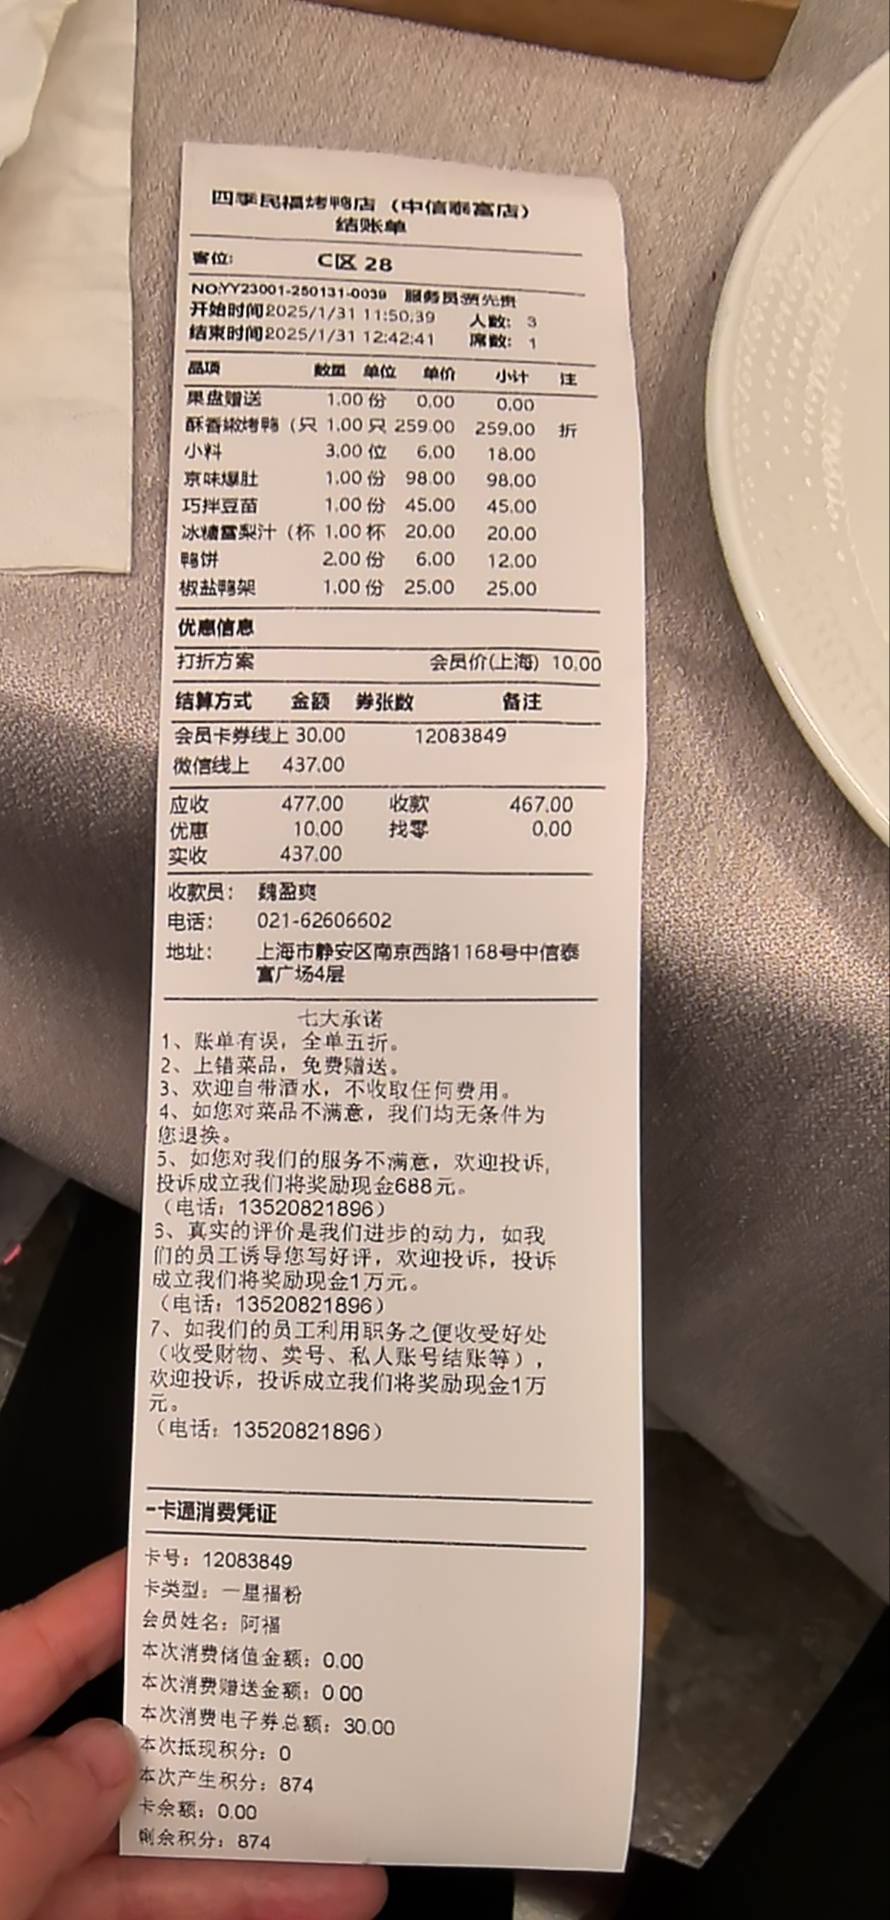 四季民福烤鸭店（中信泰富店）
结账单
客位： C区 28
NO:YY23001-250131-0039 服务员 先贵
开始时间2025/1/31 11:50:39 人数： 3
结束时间2025/1/31 12:42:41 席数： 1
品项 数量 单位 单价 小计 注
果盘赠送 1.00 份 0.00 0.00
酥香嫩烤鸭（只 1.00 只 259.00 259.00 折
小料 3.00 位 6.00 18.00
京味爆肚 1.00 份 98.00 98.00
巧拌豆苗 1.00 份 45.00 45.00
冰糖雪梨汁（杯 1.00 杯 20.00 20.00
鸭饼 2.00 份 6.00 12.00
椒盐鸭架 1.00 份 25.00 25.00
优惠信息
打折方案 会员价(上海) 10.00
结算方式 金额 券张数 备注
会员卡券线上 30.00 12083849
微信线上 437.00
应收 477.00 收款 467.00
优惠 10.00 找零 0.00
实收 437.00
收款员： 魏盈爽
电话： 021-62606602
地址： 上海市静安区南京西路1168号中信泰
富广场4层
七大承诺
1、账单有误，全单五折。
2、上错菜品，免费赠送。
3、欢迎自带酒水，不收取任何费用。
4、如您对菜品不满意，我们均无条件为
您退换。
5、如您对我们的服务不满意，欢迎投诉,
投诉成立我们将奖励现金688元。
（电话：13520821896）
6、真实的评价是我们进步的动力，如我
们的员工诱导您写好评，欢迎投诉，投诉
成立我们将奖励现金1万元。
（电话：13520821896）
7、如我们的员工利用职务之便收受好处
（收受财物、卖号、私人账号结账等），
欢迎投诉，投诉成立我们将奖励现金1万
元。
（电话：13520821896）
一卡通消费凭证
卡号：12083849
卡类型：一星福粉
会员姓名：阿福
本次消费储值金额：0.00
本次消费赠送金额：0.00
本次消费电子券总额：30.00
本次抵现积分：0
本次产生积分：874
卡余额：0.00
剩余积分：874